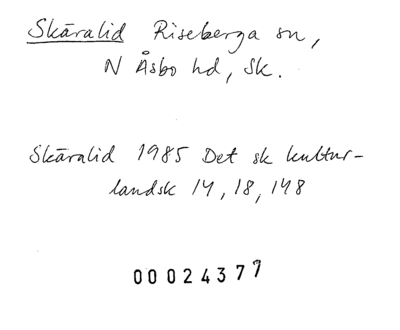 Skäralid Riseberga sn,
N Åsbo hd, Sk.
Skäralid 1985 Det sk kultur-
landsk 14, 18, 148
00024377